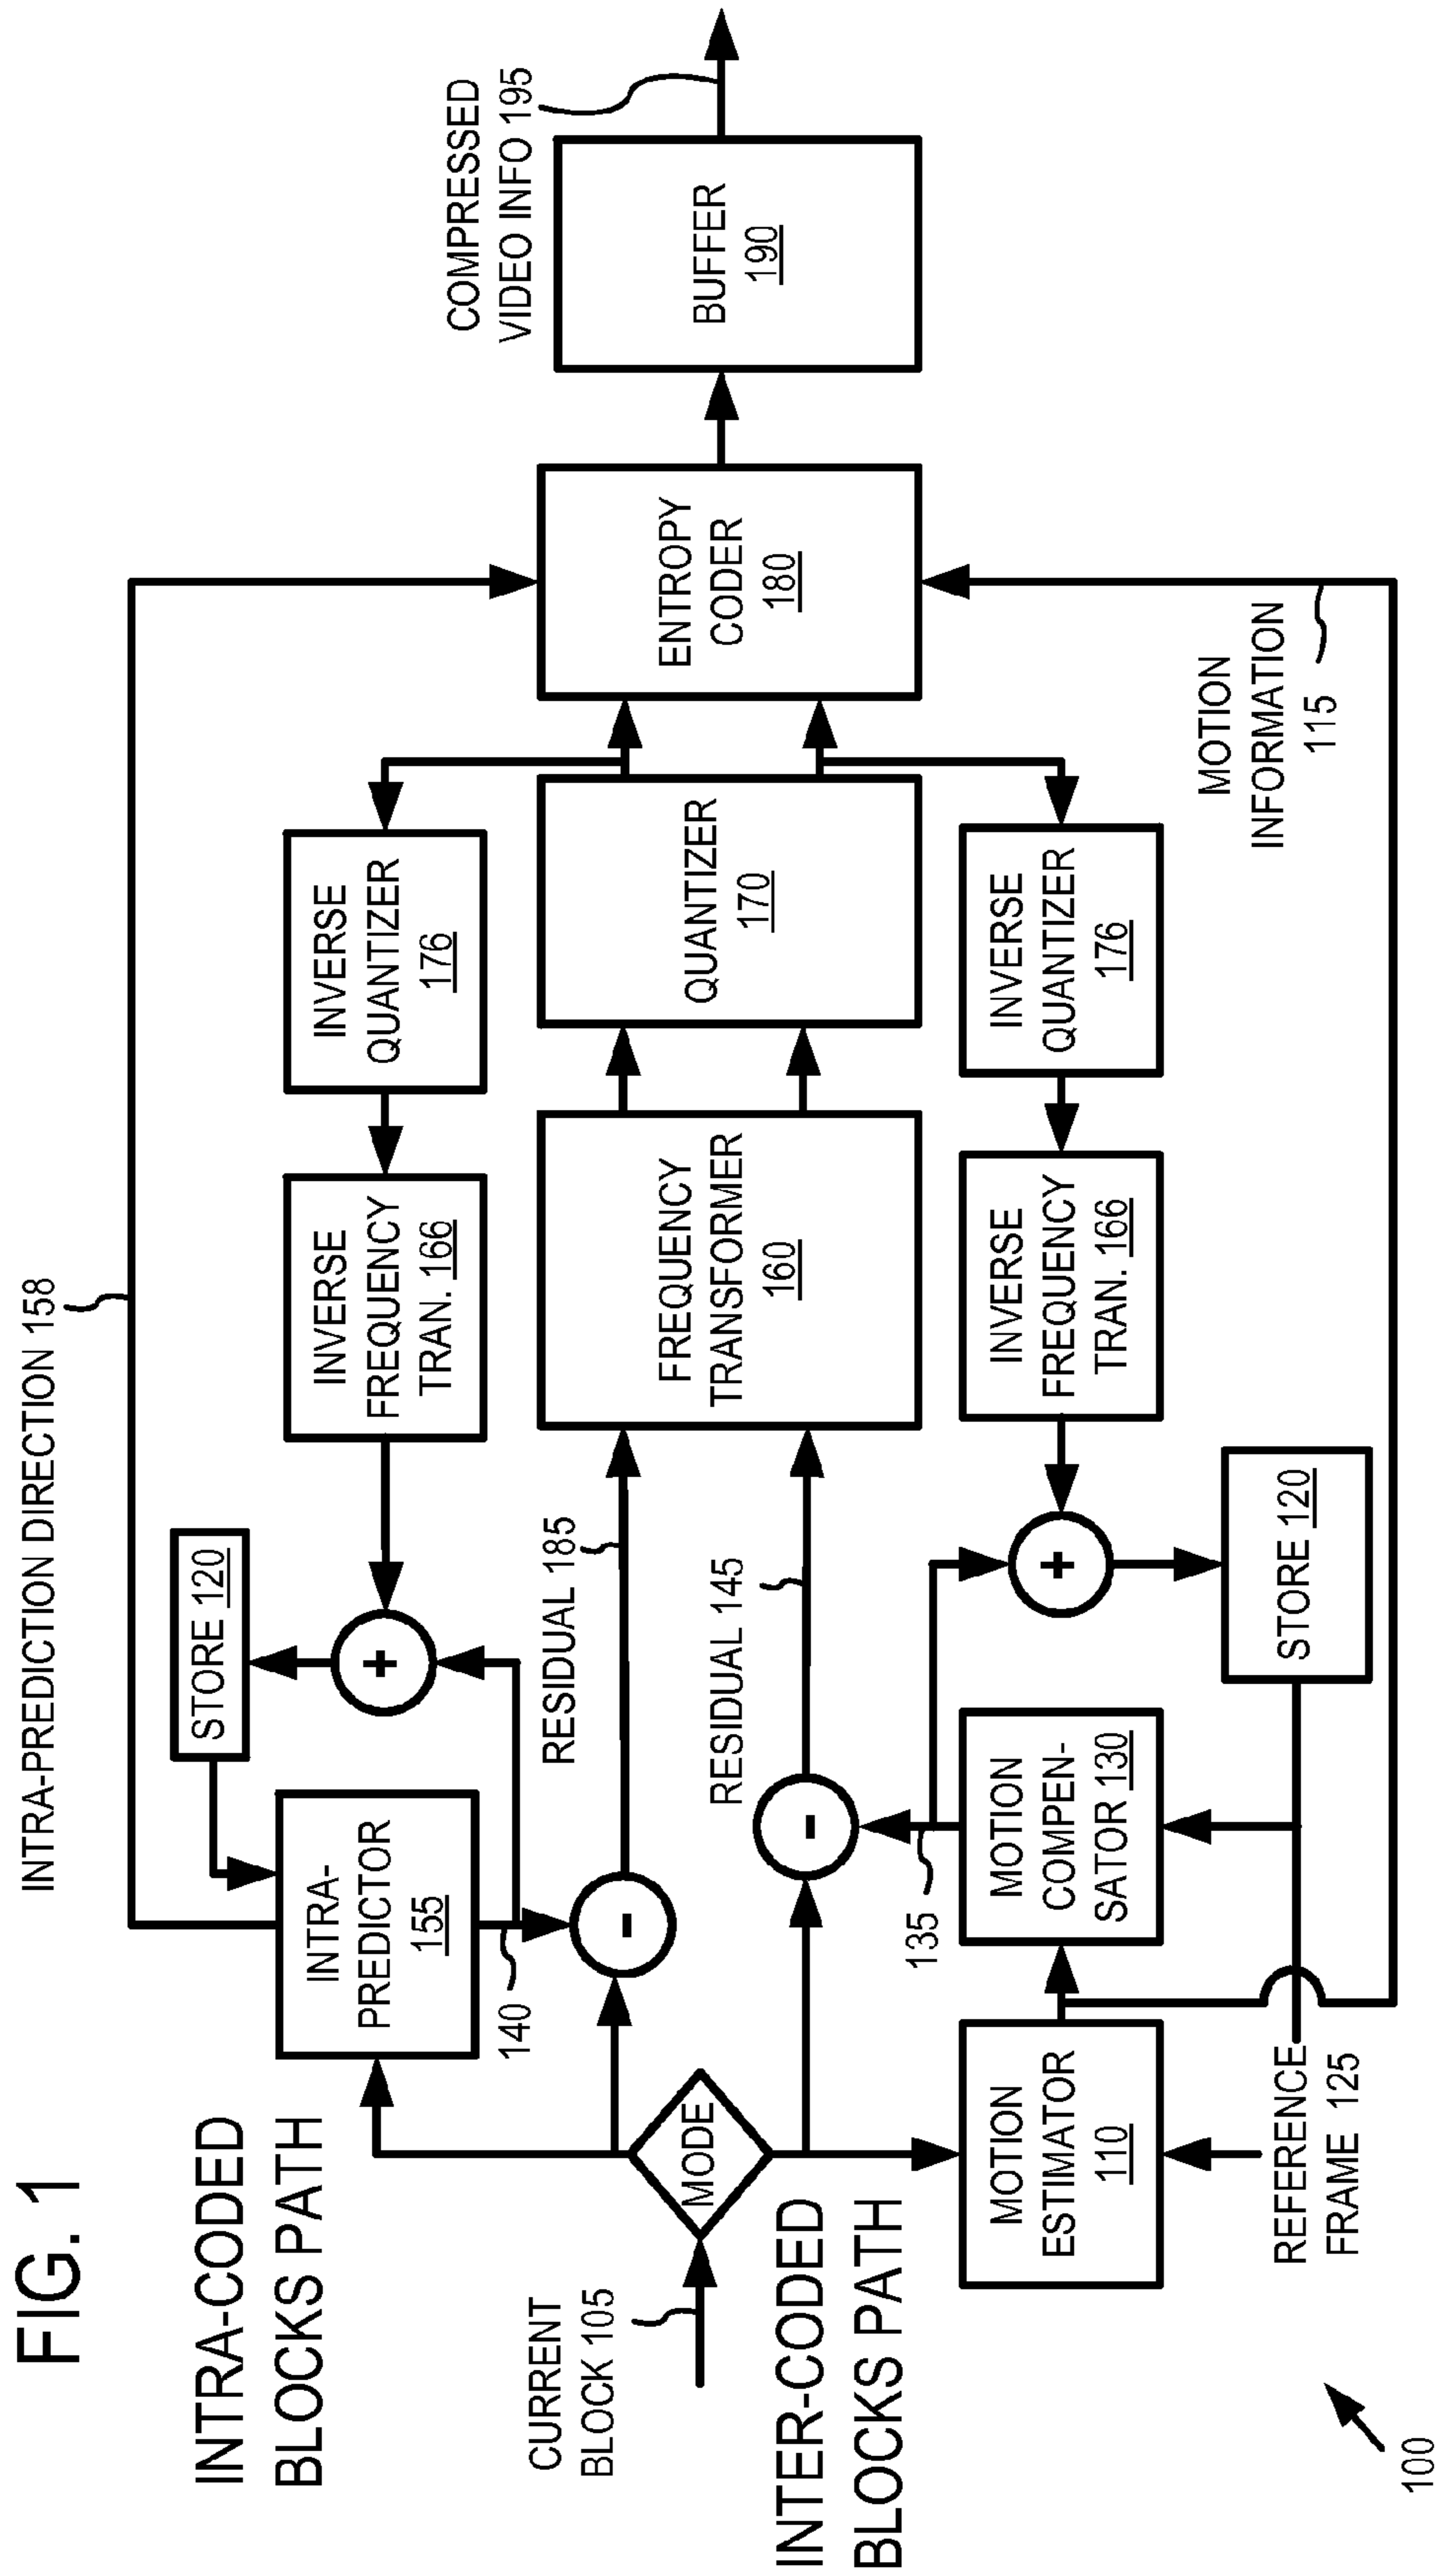 FIG. 1
INTRA-PREDICTION DIRECTION 158
INTRA-CODED
BLOCKS PATH
STORE 120
INTRA-
PREDICTOR
155
INVERSE
FREQUENCY
TRAN. 166
INVERSE
QUANTIZER
176
140
+
-
RESIDUAL 185
CURRENT
BLOCK 105
MODE
FREQUENCY
TRANSFORMER
160
QUANTIZER
170
ENTROPY
CODER
180
BUFFER
190
COMPRESSED
VIDEO INFO 195
RESIDUAL 145
-
INTER-CODED
BLOCKS PATH
135
MOTION
ESTIMATOR
110
MOTION
COMPEN-
SATOR 130
+
INVERSE
FREQUENCY
TRAN. 166
INVERSE
QUANTIZER
176
MOTION
INFORMATION
115
STORE 120
REFERENCE
FRAME 125
100